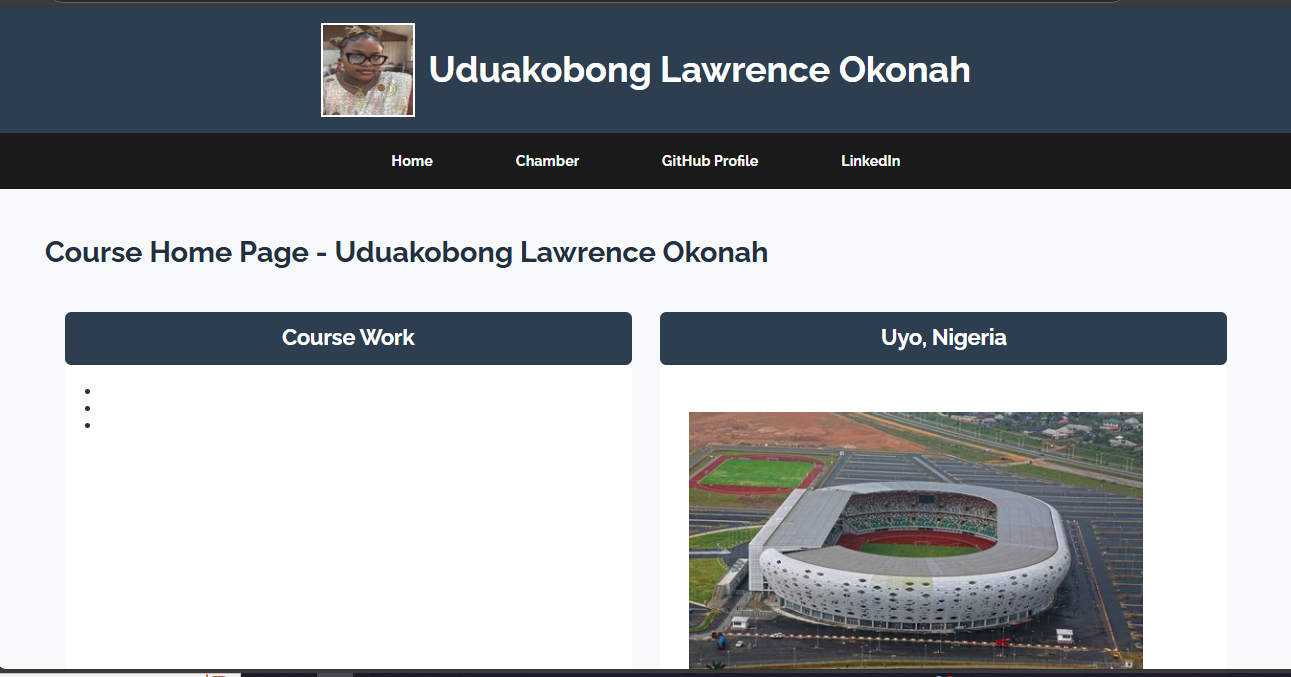 Uduakobong Lawrence Okonah
Home Chamber GitHub Profile LinkedIn
Course Home Page - Uduakobong Lawrence Okonah
Course Work
Uyo, Nigeria